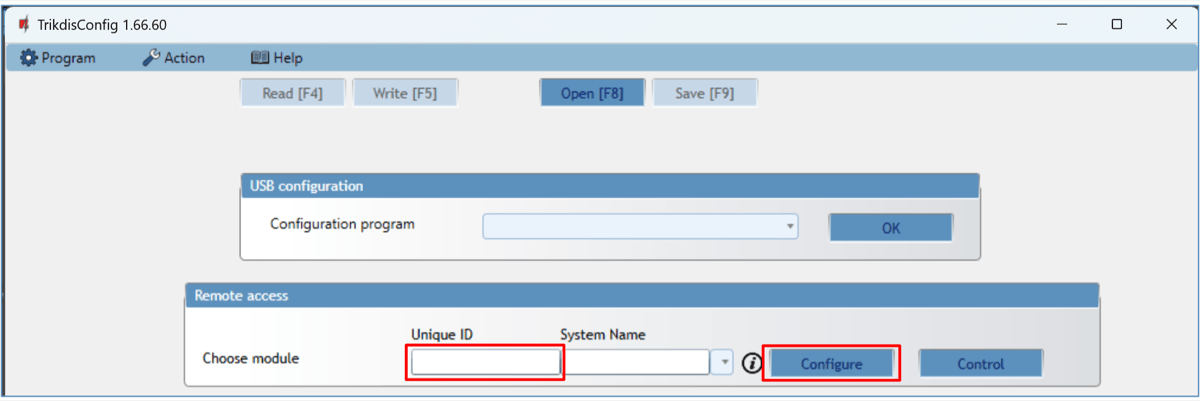 TrikdisConfig 1.66.60
Program Action Help
Read [F4] Write [F5] Open [F8] Save [F9]
USB configuration
Configuration program OK
Remote access
Unique ID System Name
Choose module i Configure Control